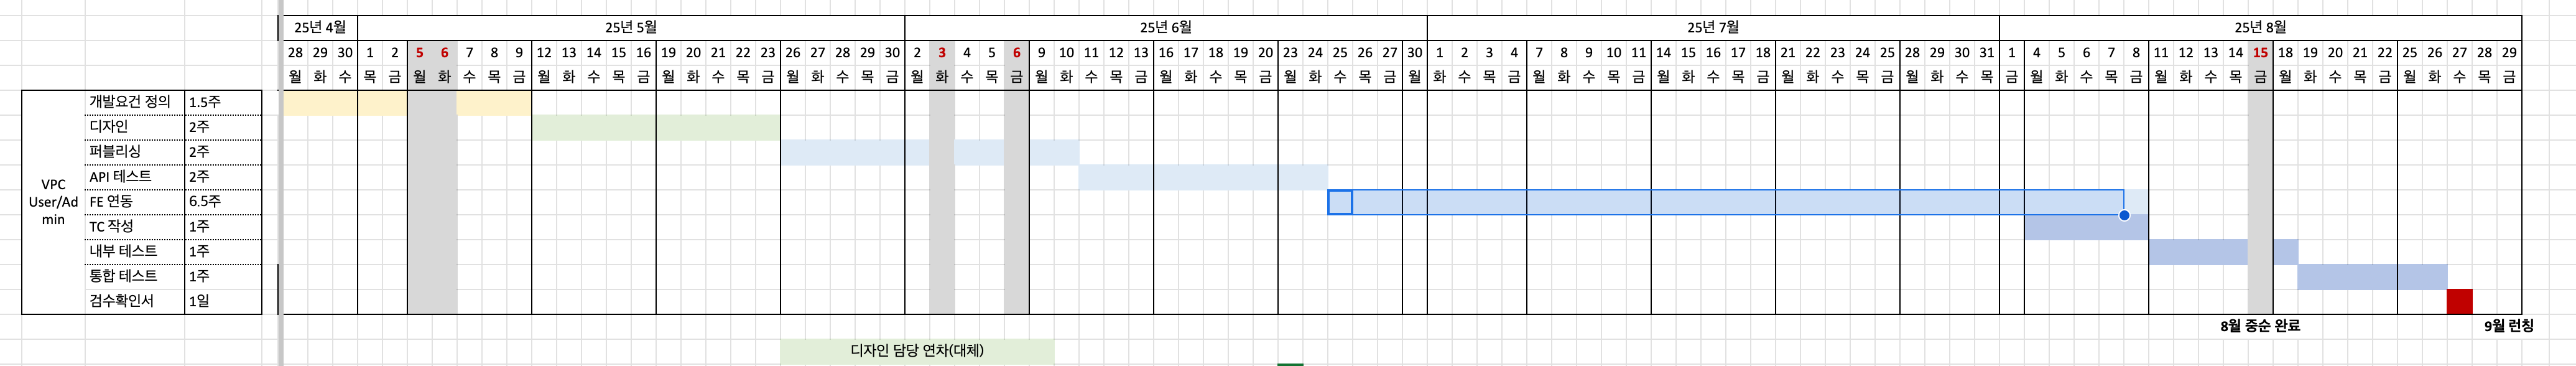 25년 4월 25년 5월 25년 6월 25년 7월 25년 8월
28 29 30 1 2 5 6 7 8 9 12 13 14 15 16 19 20 21 22 23 26 27 28 29 30 2 3 4 5 6 9 10 11 12 13 16 17 18 19 20 23 24 25 26 27 30 1 2 3 4 7 8 9 10 11 14 15 16 17 18 21 22 23 24 25 28 29 30 31 1 4 5 6 7 8 11 12 13 14 15 18 19 20 21 22 25 26 27 28 29
월 화 수 목 금 월 화 수 목 금 월 화 수 목 금 월 화 수 목 금 월 화 수 목 금 월 화 수 목 금 월 화 수 목 금 월 화 수 목 금 월 화 수 목 금 월 화 수 목 금 월 화 수 목 금 월 화 수 목 금 월 화 수 목 금 월 화 수 목 금 월 화 수 목 금 월 화 수 목 금 월 화 수 목 금 월 화 수 목 금
개발요건 정의 1.5주
디자인 2주
퍼블리싱 2주
API 테스트 2주
VPC
User/Ad
min
FE 연동 6.5주
TC 작성 1주
내부 테스트 1주
통합 테스트 1주
검수확인서 1일
8월 중순 완료 9월 런칭
디자인 담당 연차(대체)